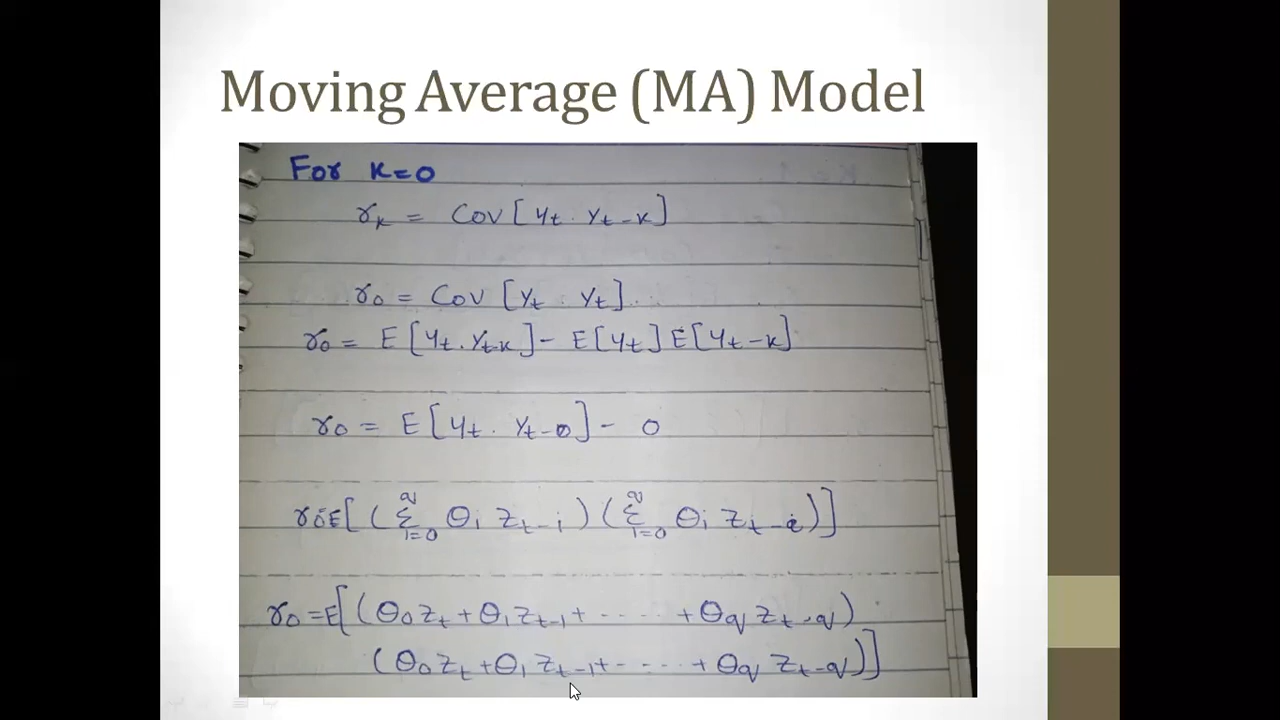 Moving Average (MA) Model
For K=0
γₖ = Cov[Yt . Yt-k]
γ0 = Cov [Yt . Yt].
γ0 = E[Yt. Yt-k] - E[Yt] E[Yt-k]
γ0 = E[Yt. Yt-0] - 0
γ0=E[(Σ_{i=0}^{q} θi Zt-i) (Σ_{i=0}^{q} θi Zt-i)]
γ0=E[(θ0 Zt + θ1 Zt-1 + ----- + θq Zt-q)
(θ0 Zt + θ1 Zt-1 + ----- + θq Zt-q)]